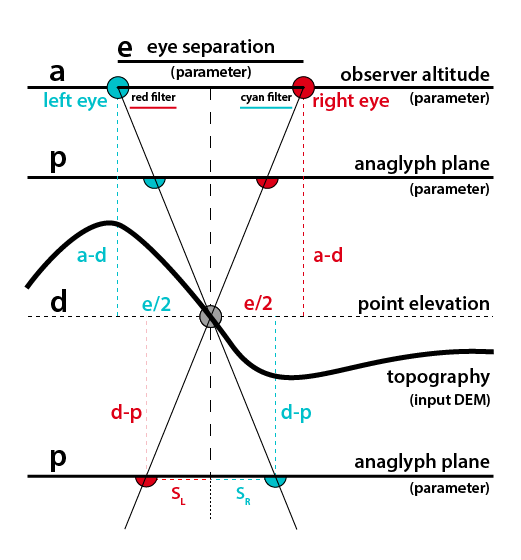 e eye separation
(parameter)
a observer altitude
left eye red filter cyan filter right eye (parameter)
p anaglyph plane
(parameter)
a-d a-d
d e/2 e/2 point elevation
topography
(input DEM)
d-p d-p
p anaglyph plane
S_L S_R (parameter)